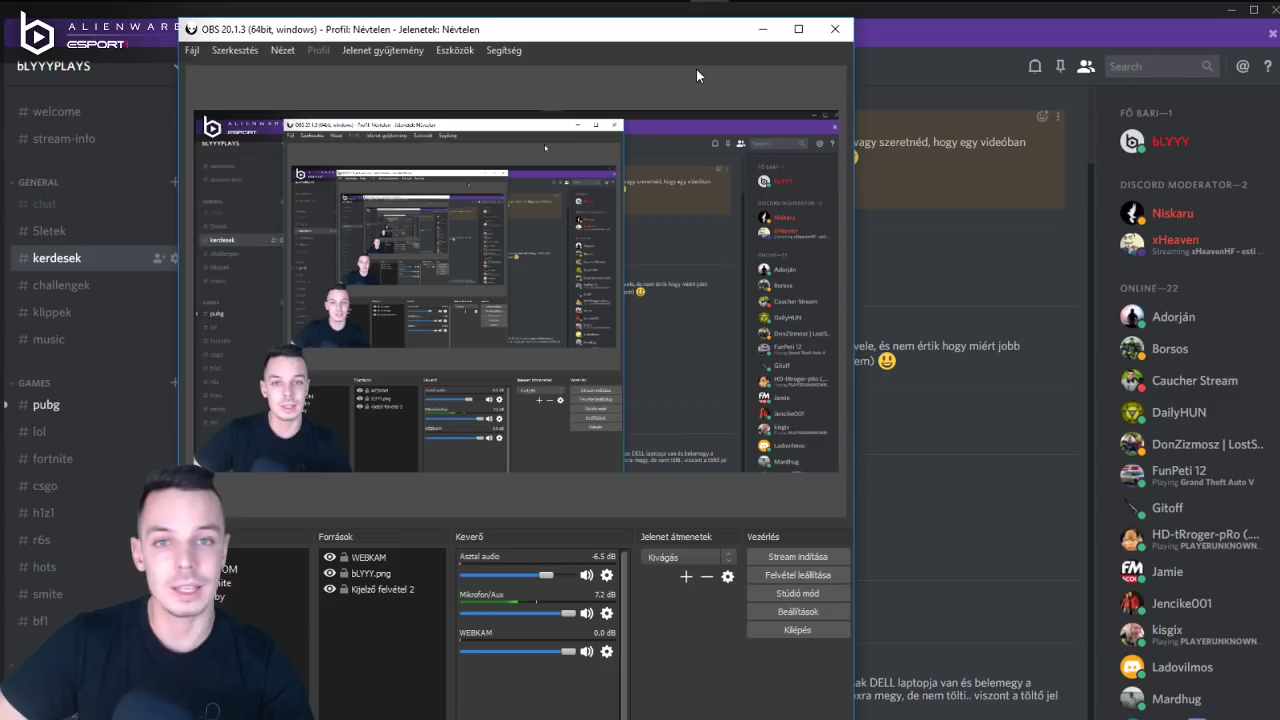 ALIENWARE
ESPORT1
OBS 20.1.3 (64bit, windows) - Profil: Névtelen - Jelenetek: Névtelen
Fájl Szerkesztés Nézet Profil Jelenet gyűjtemény Eszközök Segítség
bLYYYPLAYS
# welcome
# stream-info
GENERAL
# chat
# 5letek
# kerdesek
# challengek
# klippek
# music
GAMES
# pubg
# lol
# fortnite
# csgo
# h1z1
# r6s
# hots
# smite
# bf1
Források
WEBKAM
bLYYY.png
Kijelző felvétel 2
Keverő
Asztal audio -6.5 dB
Mikrofon/Aux 7.2 dB
WEBKAM 0.0 dB
Jelenet átmenetek
Kivágás
Vezérlés
Stream indítása
Felvétel leállítása
Stúdió mód
Beállítások
Kilépés
Search
@ ?
vagy szeretnéd, hogy egy videóban
vele, és nem értik hogy miért jobb
ak DELL laptopja van és belemegy a
oxra megy, de nem tölti.. viszont a töltő jel
FŐ BARI—1
bLYYY
DISCORD MODERATOR—2
Niskaru
xHeaven
Streaming xHeavenHF - esti ...
ONLINE—22
Adorján
Borsos
Caucher Stream
DailyHUN
DonZizmosz | LostS...
FunPeti 12
Playing Grand Theft Auto V
Gitoff
HD-tRroger-pRo (...
Playing PLAYERUNKNOWN...
Jamie
Jencike001
kisgix
Playing PLAYERUNKNOWN...
Ladovilmos
Mardhug